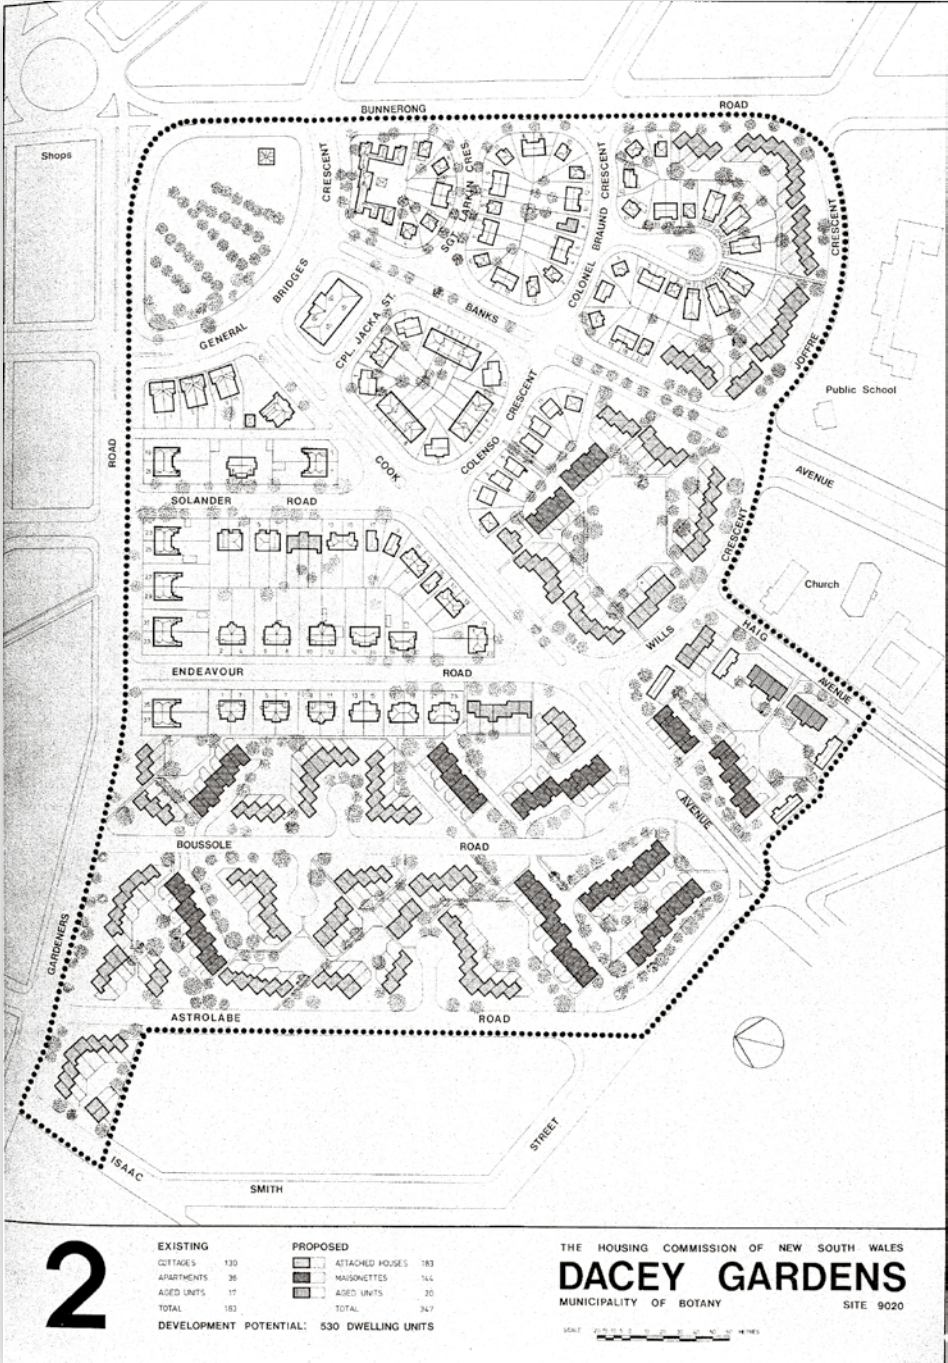 BUNNERONG
ROAD
Shops
CRESCENT
SGT. LARKIN CRES.
COLONEL BRAUND CRESCENT
CRESCENT
JOFFRE
GENERAL
BRIDGES
CPL. JACKA ST.
BANKS
Public School
AVENUE
ROAD
COOK
COLENSO
CRESCENT
SOLANDER
ROAD
CRESCENT
Church
WILLS
HAIG
AVENUE
ENDEAVOUR
ROAD
AVENUE
BOUSSOLE
ROAD
GARDENERS
ASTROLABE
ROAD
STREET
ISAAC
SMITH
2
EXISTING
COTTAGES 130
APARTMENTS 36
AGED UNITS 17
TOTAL 183
PROPOSED
ATTACHED HOUSES 183
MAISONETTES 144
AGED UNITS 20
TOTAL 347
DEVELOPMENT POTENTIAL: 530 DWELLING UNITS
THE HOUSING COMMISSION OF NEW SOUTH WALES
DACEY GARDENS
MUNICIPALITY OF BOTANY
SITE 9020
SCALE
METRES